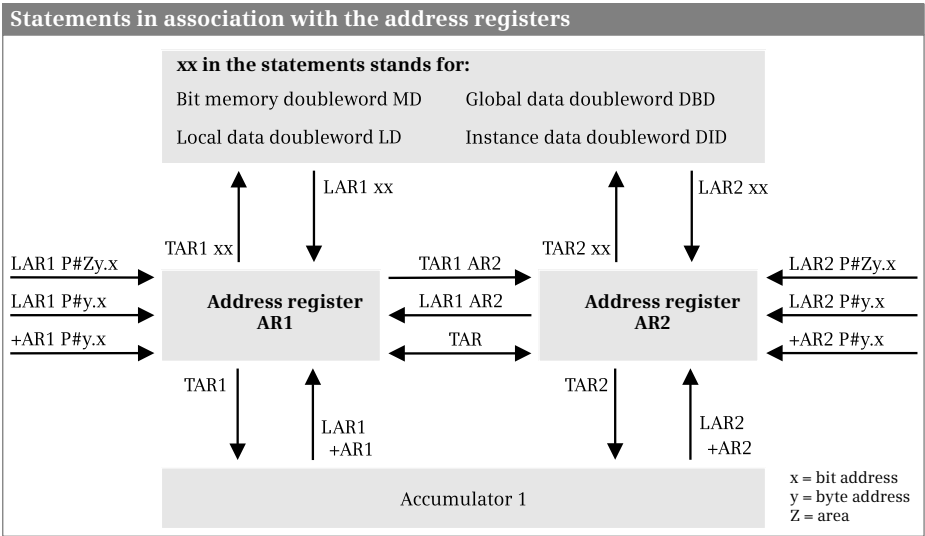 Statements in association with the address registers
xx in the statements stands for:
Bit memory doubleword MD
Global data doubleword DBD
Local data doubleword LD
Instance data doubleword DID
LAR1 xx
LAR2 xx
TAR1 xx
TAR2 xx
LAR1 P#Zy.x
TAR1 AR2
LAR2 P#Zy.x
LAR1 P#y.x
Address register
AR1
LAR1 AR2
Address register
AR2
LAR2 P#y.x
+AR1 P#y.x
TAR
+AR2 P#y.x
TAR1
LAR1
+AR1
TAR2
LAR2
+AR2
Accumulator 1
x = bit address
y = byte address
Z = area